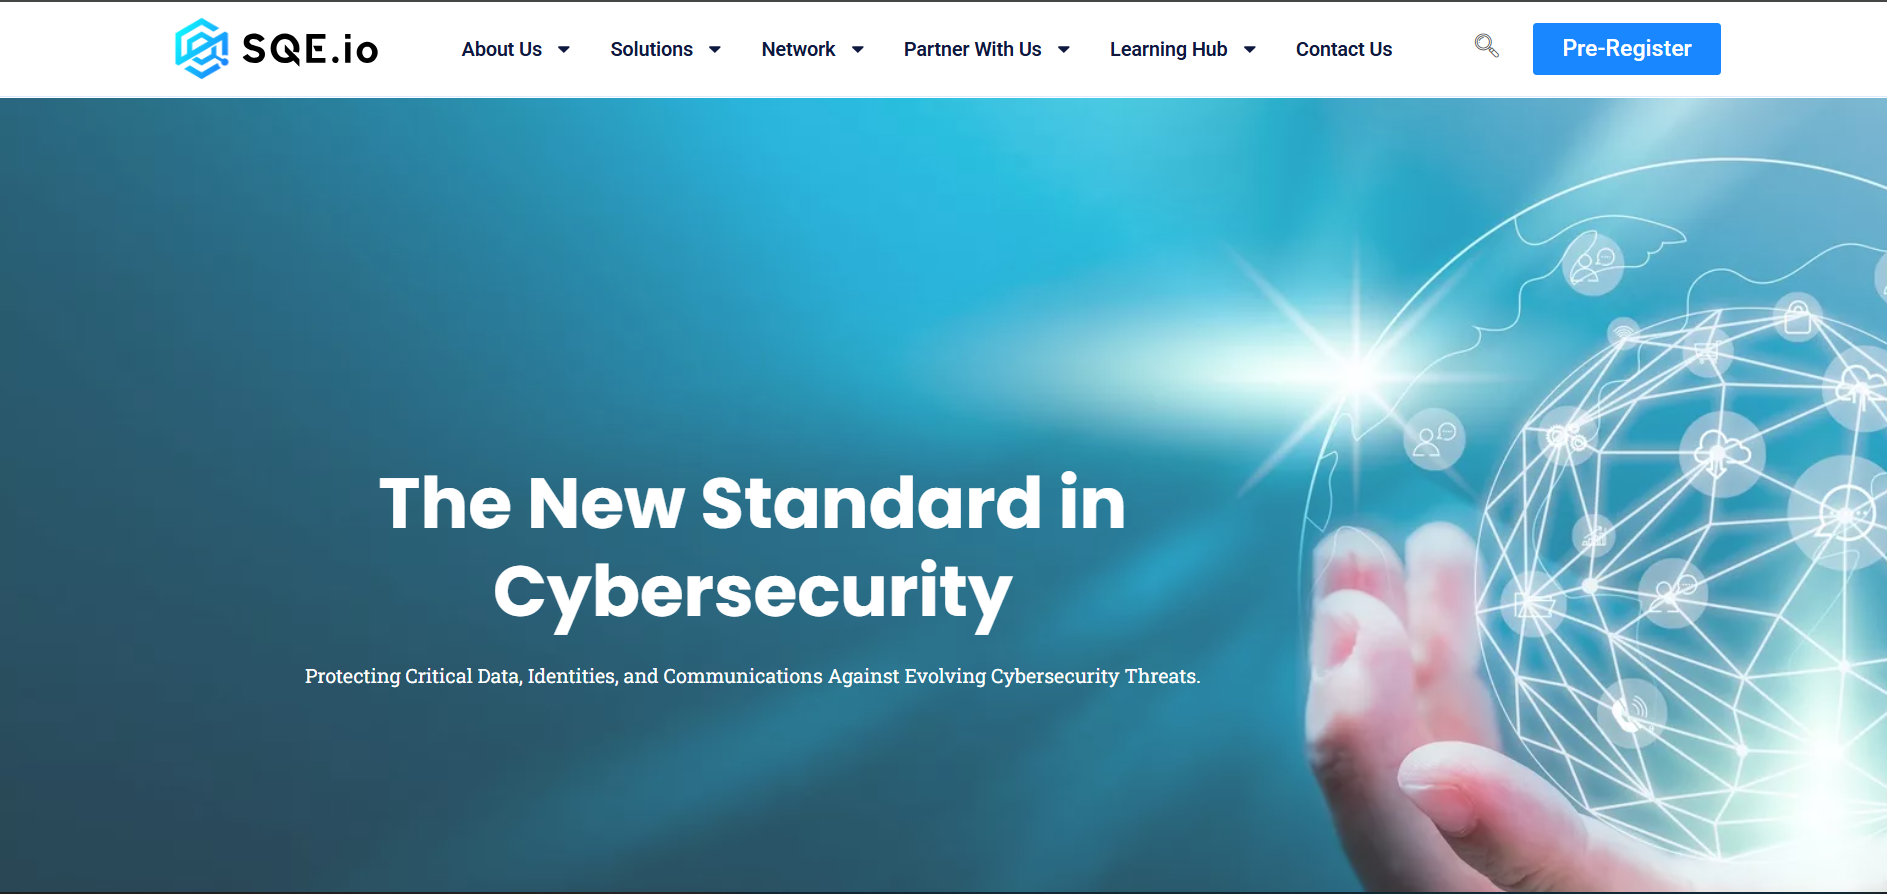 SQE.io
About Us
Solutions
Network
Partner With Us
Learning Hub
Contact Us
Pre-Register
The New Standard in
Cybersecurity
Protecting Critical Data, Identities, and Communications Against Evolving Cybersecurity Threats.